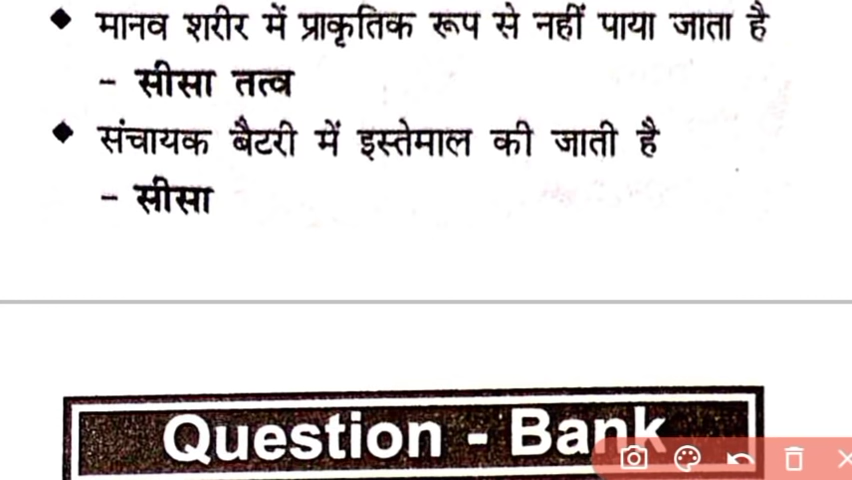 ◆ मानव शरीर में प्राकृतिक रूप से नहीं पाया जाता है
– सीसा तत्व
◆ संचायक बैटरी में इस्तेमाल की जाती है
– सीसा
Question - Bank